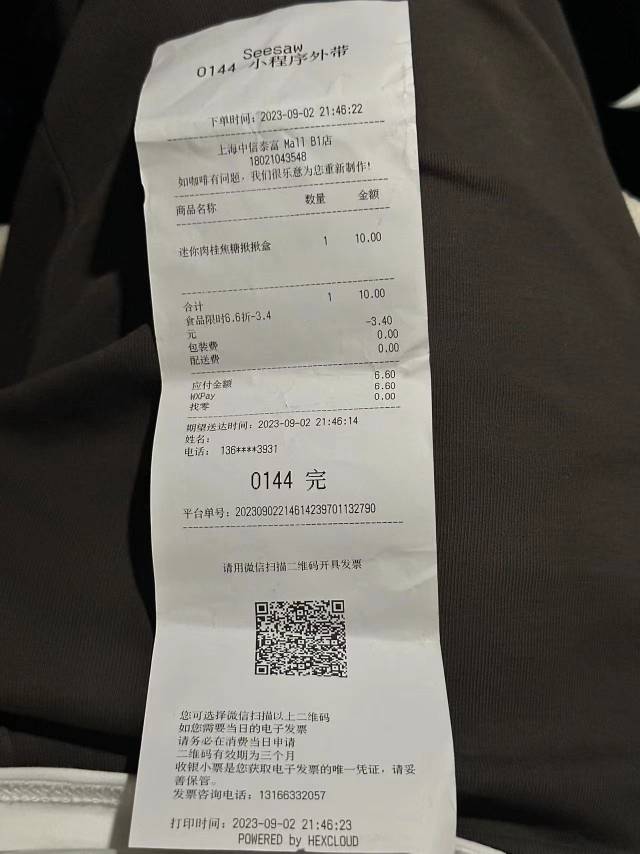 Seesaw
0144 小程序外带
下单时间：2023-09-02 21:46:22
上海中信泰富 Mall B1店
18021043548
如咖啡有问题，我们很乐意为您重新制作！
商品名称 数量 金额
迷你肉桂焦糖揪揪盒 1 10.00
合计 1 10.00
食品限时6.6折-3.4 -3.40
元
包装费 0.00
配送费 0.00
应付金额 6.60
WXPay 6.60
找零 0.00
期望送达时间：2023-09-02 21:46:14
姓名：
电话： 136****3931
0144 完
平台单号：20230902214614239701132790
请用微信扫描二维码开具发票
您可选择微信扫描以上二维码
如您需要当日的电子发票
请务必在消费当日申请
二维码有效期为三个月
收银小票是您获取电子发票的唯一凭证，请妥
善保管。
发票咨询电话：13166332057
打印时间：2023-09-02 21:46:23
POWERED by HEXCLOUD